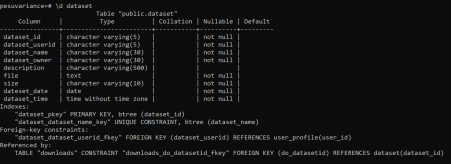 pesuvariance=# \d dataset
Table "public.dataset"
Column | Type | Collation | Nullable | Default
dataset_id | character varying(5) | | not null |
dataset_userid | character varying(5) | | not null |
dataset_name | character varying(30) | | not null |
dataset_owner | character varying(30) | | not null |
description | character varying(500) | | |
file | text | | not null |
size | character varying(10) | | not null |
dateset_date | date | | not null |
dataset_time | time without time zone | | not null |
Indexes:
"dataset_pkey" PRIMARY KEY, btree (dataset_id)
"dataset_dataset_name_key" UNIQUE CONSTRAINT, btree (dataset_name)
Foreign-key constraints:
"dataset_dataset_userid_fkey" FOREIGN KEY (dataset_userid) REFERENCES user_profile(user_id)
Referenced by:
TABLE "downloads" CONSTRAINT "downloads_do_datasetid_fkey" FOREIGN KEY (do_datasetid) REFERENCES dataset(dataset_id)